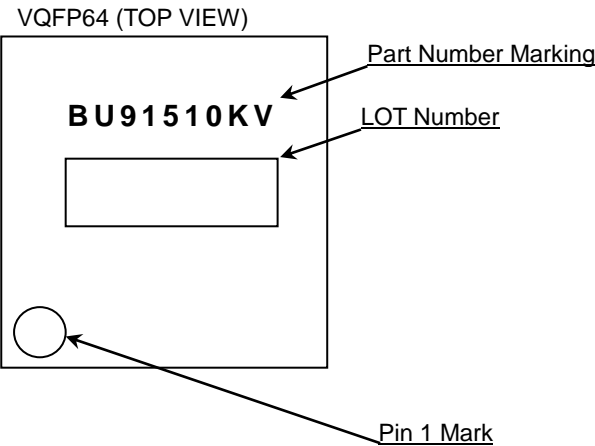 VQFP64 (TOP VIEW)
Part Number Marking
BU91510KV
LOT Number
Pin 1 Mark